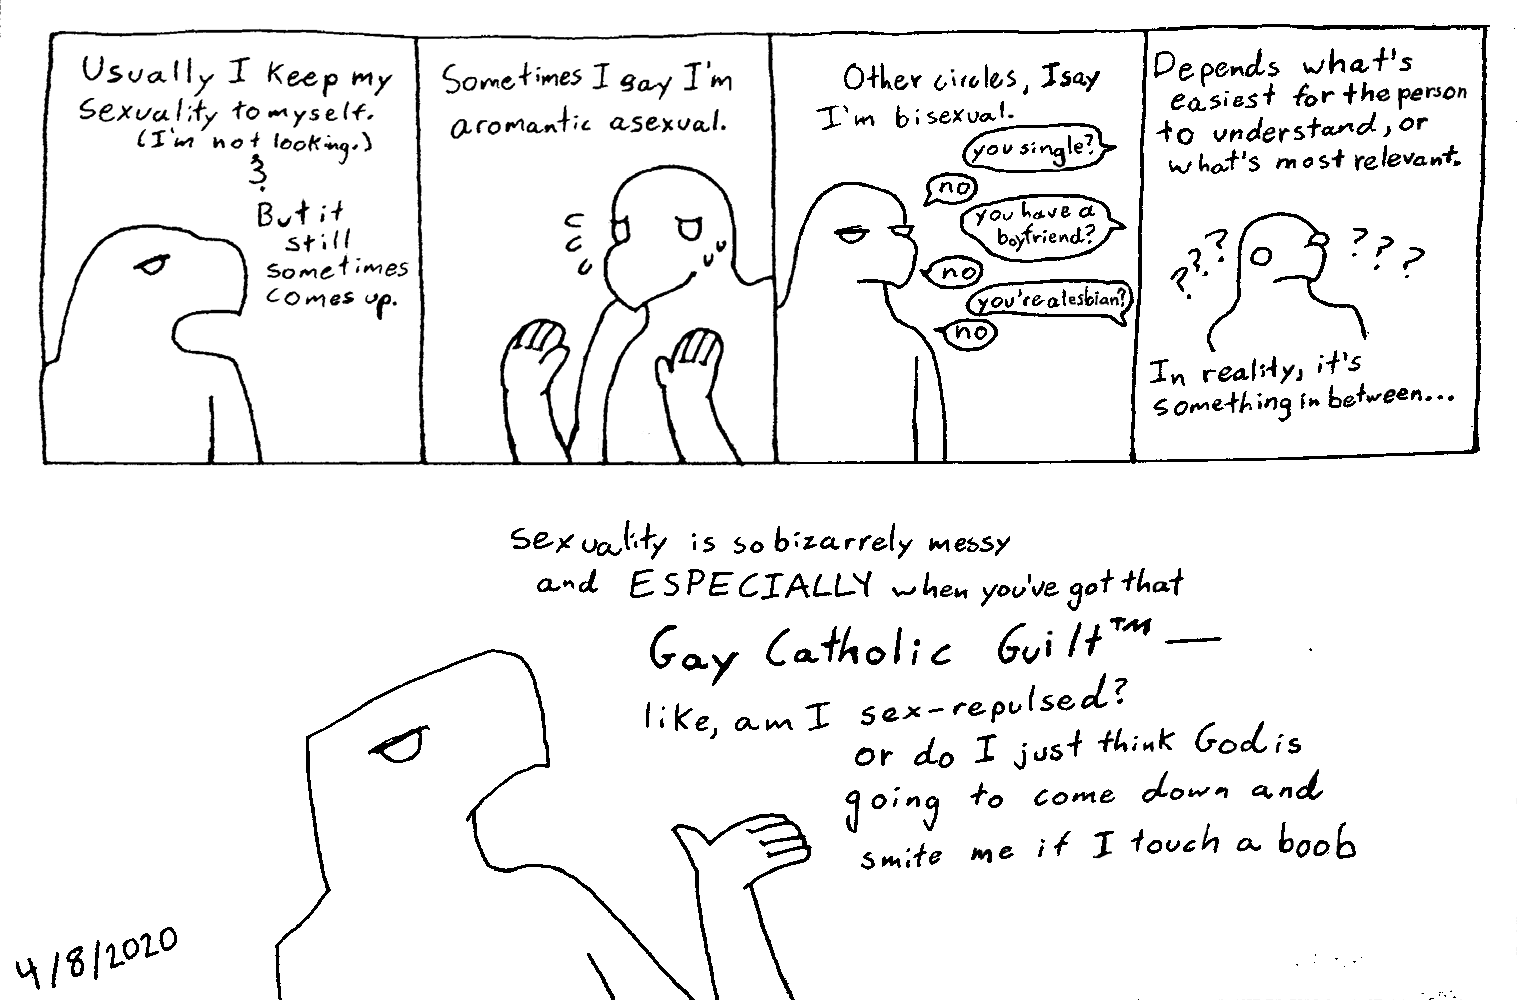 Usually I keep my
sexuality to myself.
(I'm not looking.)
But it
still
sometimes
comes up.
Sometimes I say I'm
aromantic asexual.
Other circles, I say
I'm bisexual.
you single?
no
you have a
boyfriend?
no
you're a lesbian?
no
Depends what's
easiest for the person
to understand, or
what's most relevant.
??? ???
In reality, it's
something in between...
sexuality is so bizarrely messy
and ESPECIALLY when you've got that
Gay Catholic Guilt™ —
like, am I sex-repulsed?
or do I just think God is
going to come down and
smite me if I touch a boob
4/8/2020